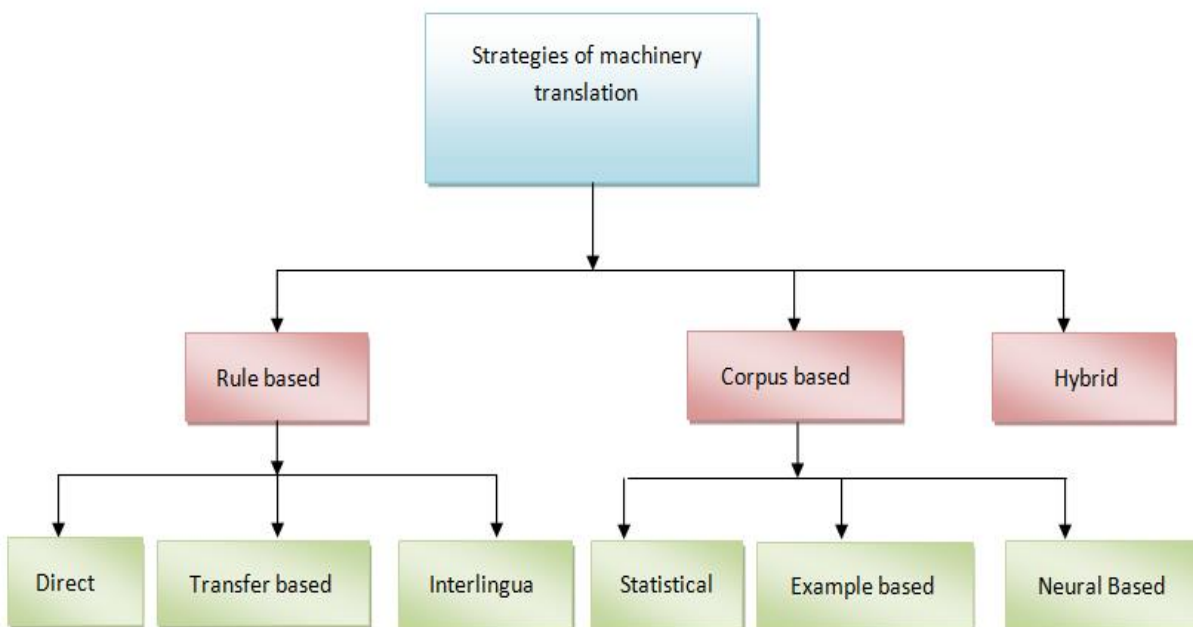 Strategies of machinery
translation
Rule based
Corpus based
Hybrid
Direct
Transfer based
Interlingua
Statistical
Example based
Neural Based